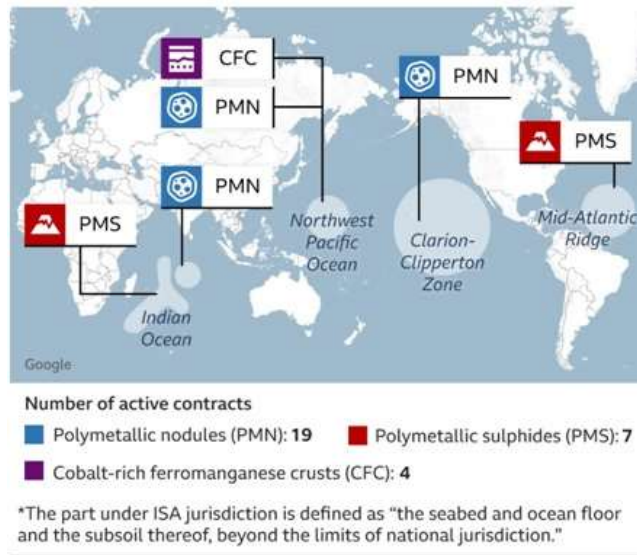 CFC
PMN
PMN
PMN
PMS
PMS
Northwest
Pacific
Ocean
Clarion-
Clipperton
Zone
Mid-Atlantic
Ridge
Indian
Ocean
Google
Number of active contracts
Polymetallic nodules (PMN): 19
Polymetallic sulphides (PMS): 7
Cobalt-rich ferromanganese crusts (CFC): 4
*The part under ISA jurisdiction is defined as “the seabed and ocean floor
and the subsoil thereof, beyond the limits of national jurisdiction.”